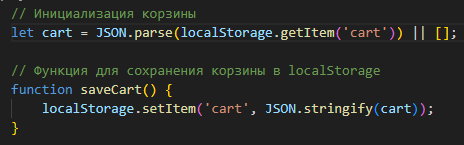 // Инициализация корзины
let cart = JSON.parse(localStorage.getItem('cart')) || [];
// Функция для сохранения корзины в localStorage
function saveCart() {
localStorage.setItem('cart', JSON.stringify(cart));
}